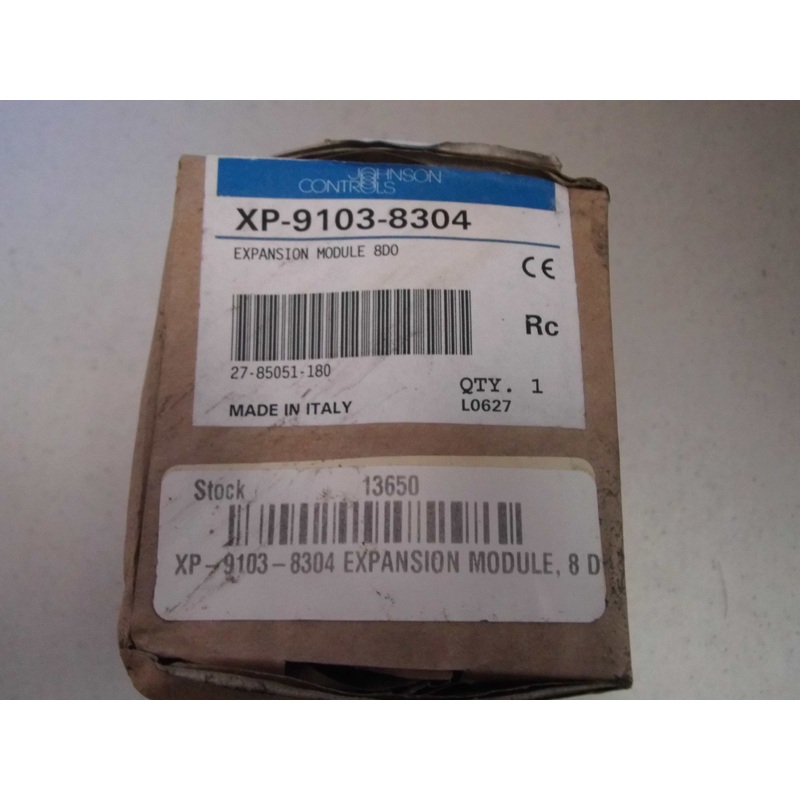 JOHNSON
CONTROLS
XP-9103-8304
EXPANSION MODULE 8DO
CE
Rc
27-85051-180
QTY. 1
MADE IN ITALY
L0627
Stock 13650
XP-9103-8304 EXPANSION MODULE, 8 D